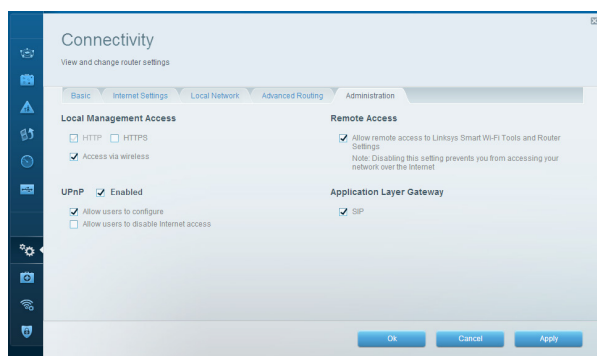 Connectivity
View and change router settings
Basic
Internet Settings
Local Network
Advanced Routing
Administration
Local Management Access
HTTP
HTTPS
Access via wireless
UPnP
Enabled
Allow users to configure
Allow users to disable Internet access
Remote Access
Allow remote access to Linksys Smart Wi-Fi Tools and Router
Settings
Note: Disabling this setting prevents you from accessing your
network over the Internet
Application Layer Gateway
SIP
Ok
Cancel
Apply